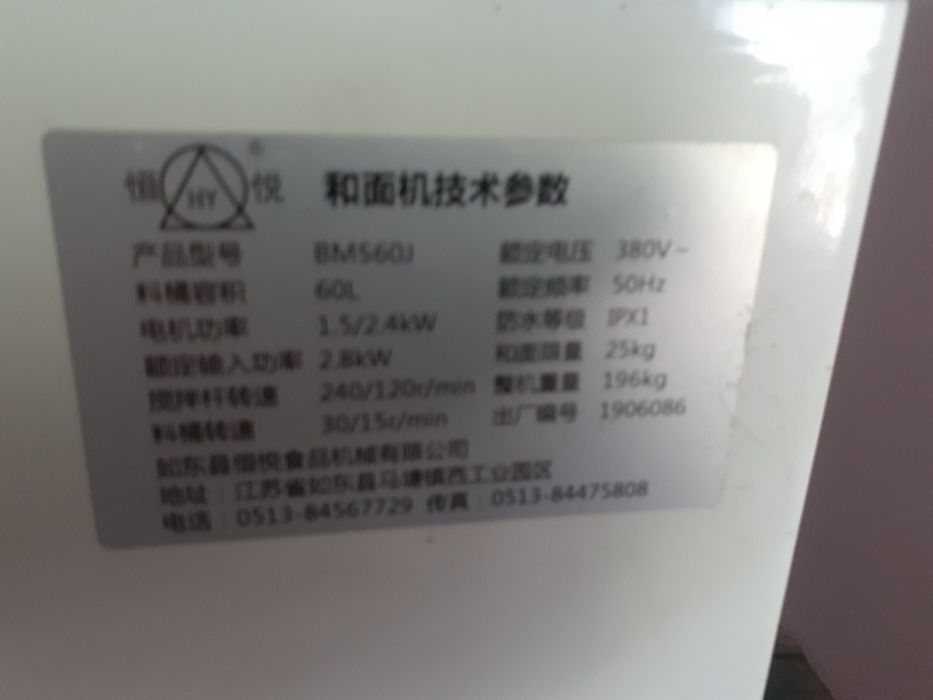 恒 HY 悦 ® 和面机技术参数
产品型号 BMS60J 额定电压 380V~
料桶容积 60L 额定频率 50Hz
电机功率 1.5/2.4kW 防水等级 IPX1
额定输入功率 2.8kW 和面限量 25kg
搅拌杆转速 240/120r/min 整机重量 196kg
料桶转速 30/15r/min 出厂编号 1906086
如东县恒悦食品机械有限公司
地址：江苏省如东县马塘镇西工业园区
电话：0513-84567729 传真：0513-84475808